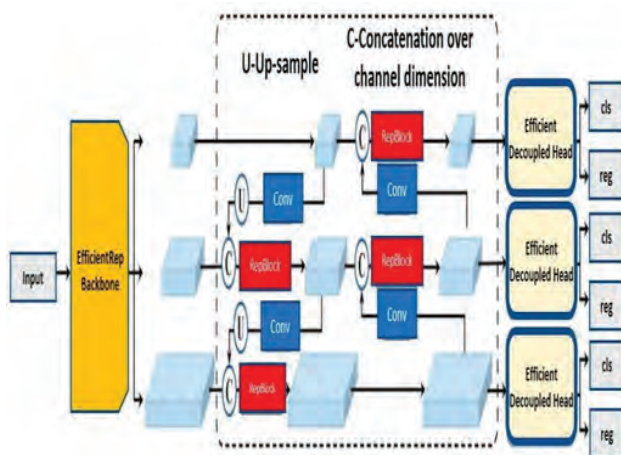 U-Up-sample
C-Concatenation over
channel dimension
Input
EfficientRep
Backbone
C
RepBlock
U
Conv
Conv
C
RepBlock
C
RepBlock
U
Conv
Conv
C
RepBlock
Efficient
Decoupled Head
cls
reg
Efficient
Decoupled Head
cls
reg
Efficient
Decoupled Head
cls
reg